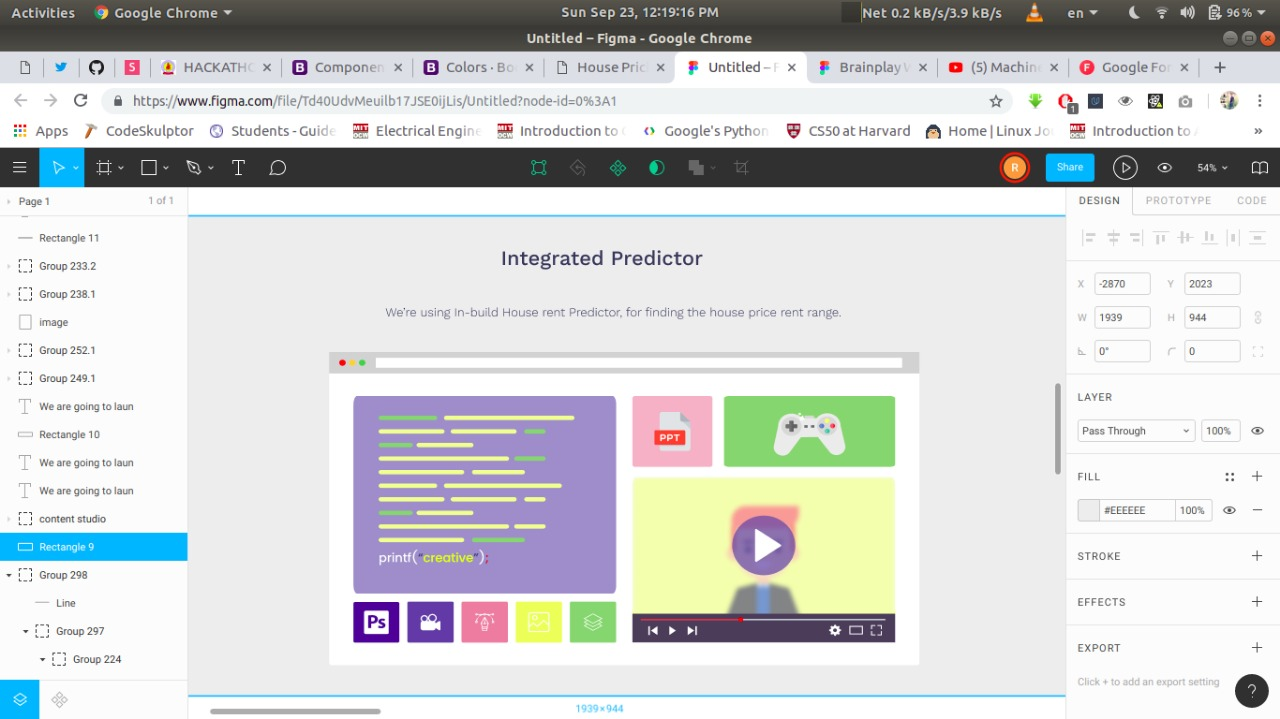 Activities
Google Chrome
Sun Sep 23, 12:19:16 PM
Net 0.2 kB/s/3.9 kB/s
en
96 %
Untitled – Figma - Google Chrome
HACKATHO
Componen
Colors · Bo
House Pric
Untitled – F
Brainplay W
(5) Machine
Google For
https://www.figma.com/file/Td40UdvMeuilb17JSE0ijLis/Untitled?node-id=0%3A1
1
Apps
CodeSkulptor
Students - Guide
Electrical Engine
Introduction to C
Google's Python
CS50 at Harvard
Home | Linux Jou
Introduction to A
»
R
Share
54%
Page 1
1 of 1
DESIGN
PROTOTYPE
CODE
Rectangle 11
Group 233.2
Group 238.1
image
Group 252.1
Group 249.1
We are going to laun
Rectangle 10
We are going to laun
We are going to laun
content studio
Rectangle 9
Group 298
Line
Group 297
Group 224
Integrated Predictor
We're using In-build House rent Predictor, for finding the house price rent range.
PPT
printf("creative");
Ps
1939×944
X
-2870
Y
2023
W
1939
H
944
0°
0
LAYER
Pass Through
100%
FILL
#EEEEEE
100%
STROKE
EFFECTS
EXPORT
Click + to add an export setting
?